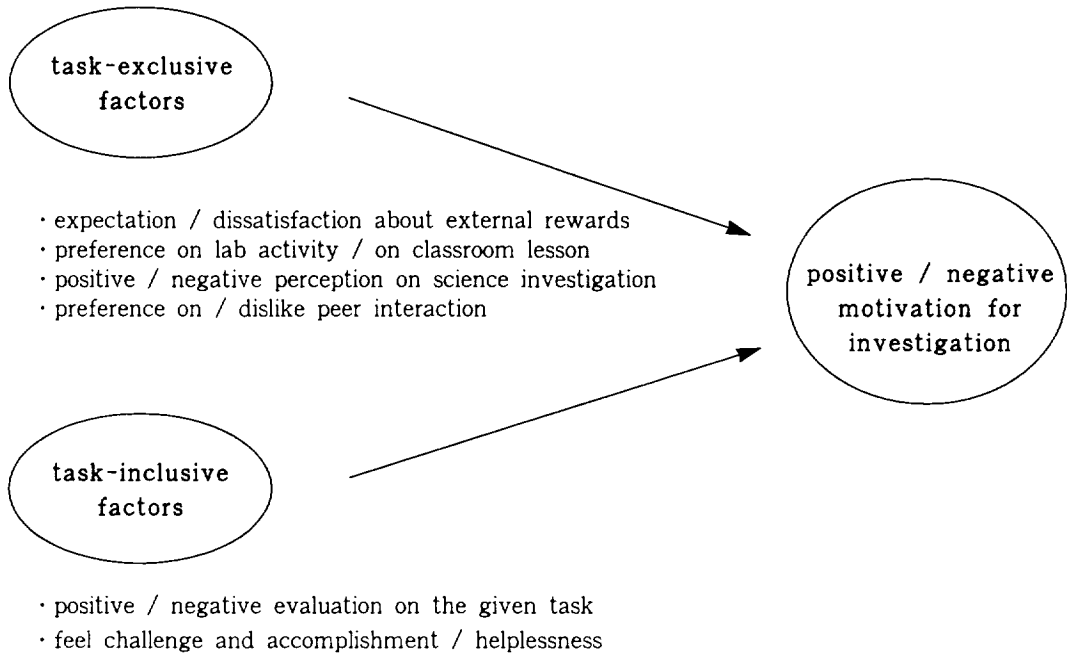 task-exclusive
factors
· expectation / dissatisfaction about external rewards
· preference on lab activity / on classroom lesson
· positive / negative perception on science investigation
· preference on / dislike peer interaction
positive / negative
motivation for
investigation
task-inclusive
factors
· positive / negative evaluation on the given task
· feel challenge and accomplishment / helplessness